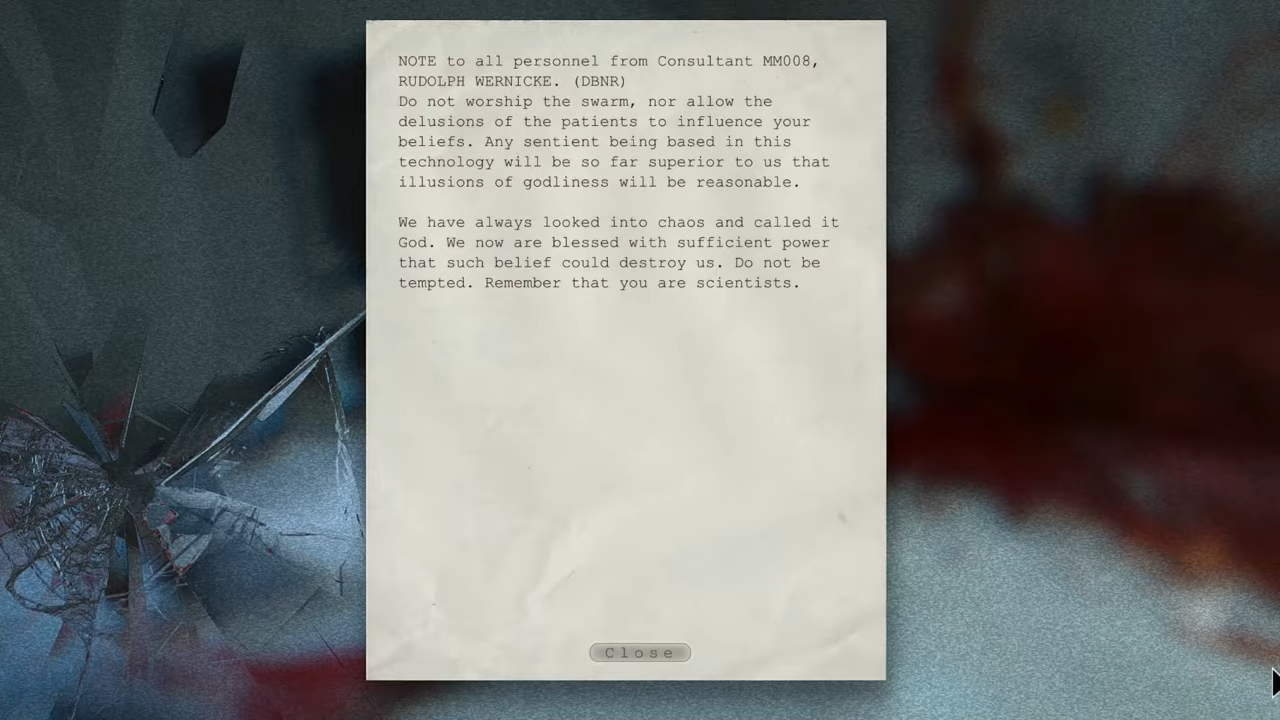 NOTE to all personnel from Consultant MM008,
RUDOLPH WERNICKE. (DBNR)
Do not worship the swarm, nor allow the
delusions of the patients to influence your
beliefs. Any sentient being based in this
technology will be so far superior to us that
illusions of godliness will be reasonable.
We have always looked into chaos and called it
God. We now are blessed with sufficient power
that such belief could destroy us. Do not be
tempted. Remember that you are scientists.
Close